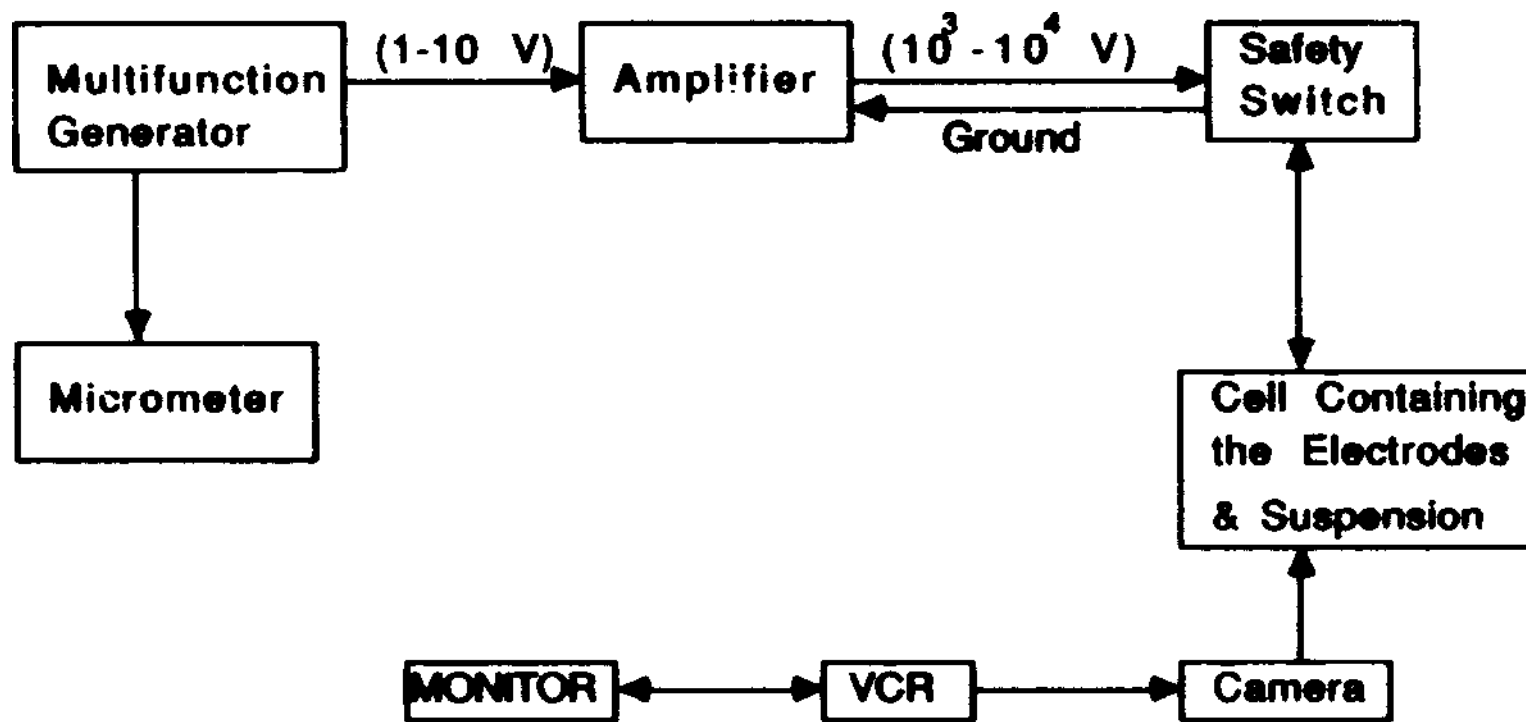 Multifunction
Generator
(1-10 V)
Amplifier
(10³-10⁴ V)
Ground
Safety
Switch
Micrometer
Cell Containing
the Electrodes
& Suspension
MONITOR
VCR
Camera